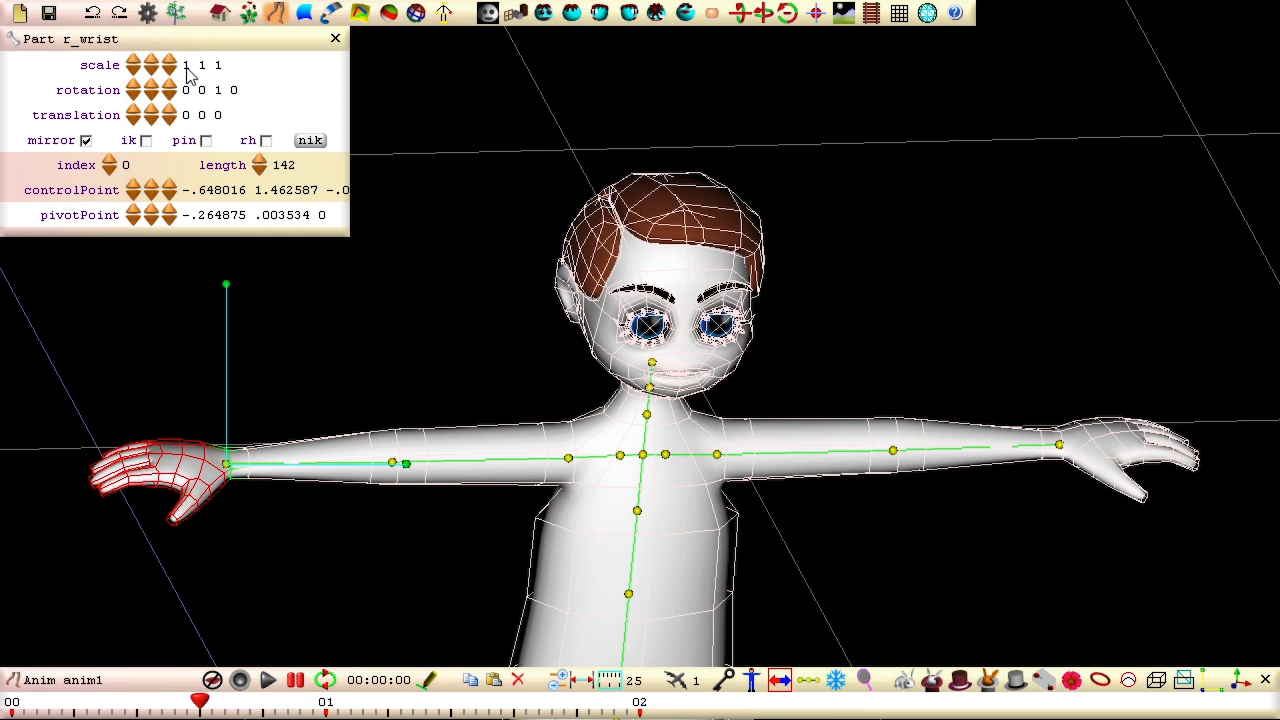 Part r_wrist
scale 1 1 1
rotation 0 0 1 0
translation 0 0 0
mirror ik pin rh nik
index 0 length 142
controlPoint -.648016 1.462587 -.0
pivotPoint -.264875 .003534 0
Anim anim1 00:00:00 25 1
00 01 02